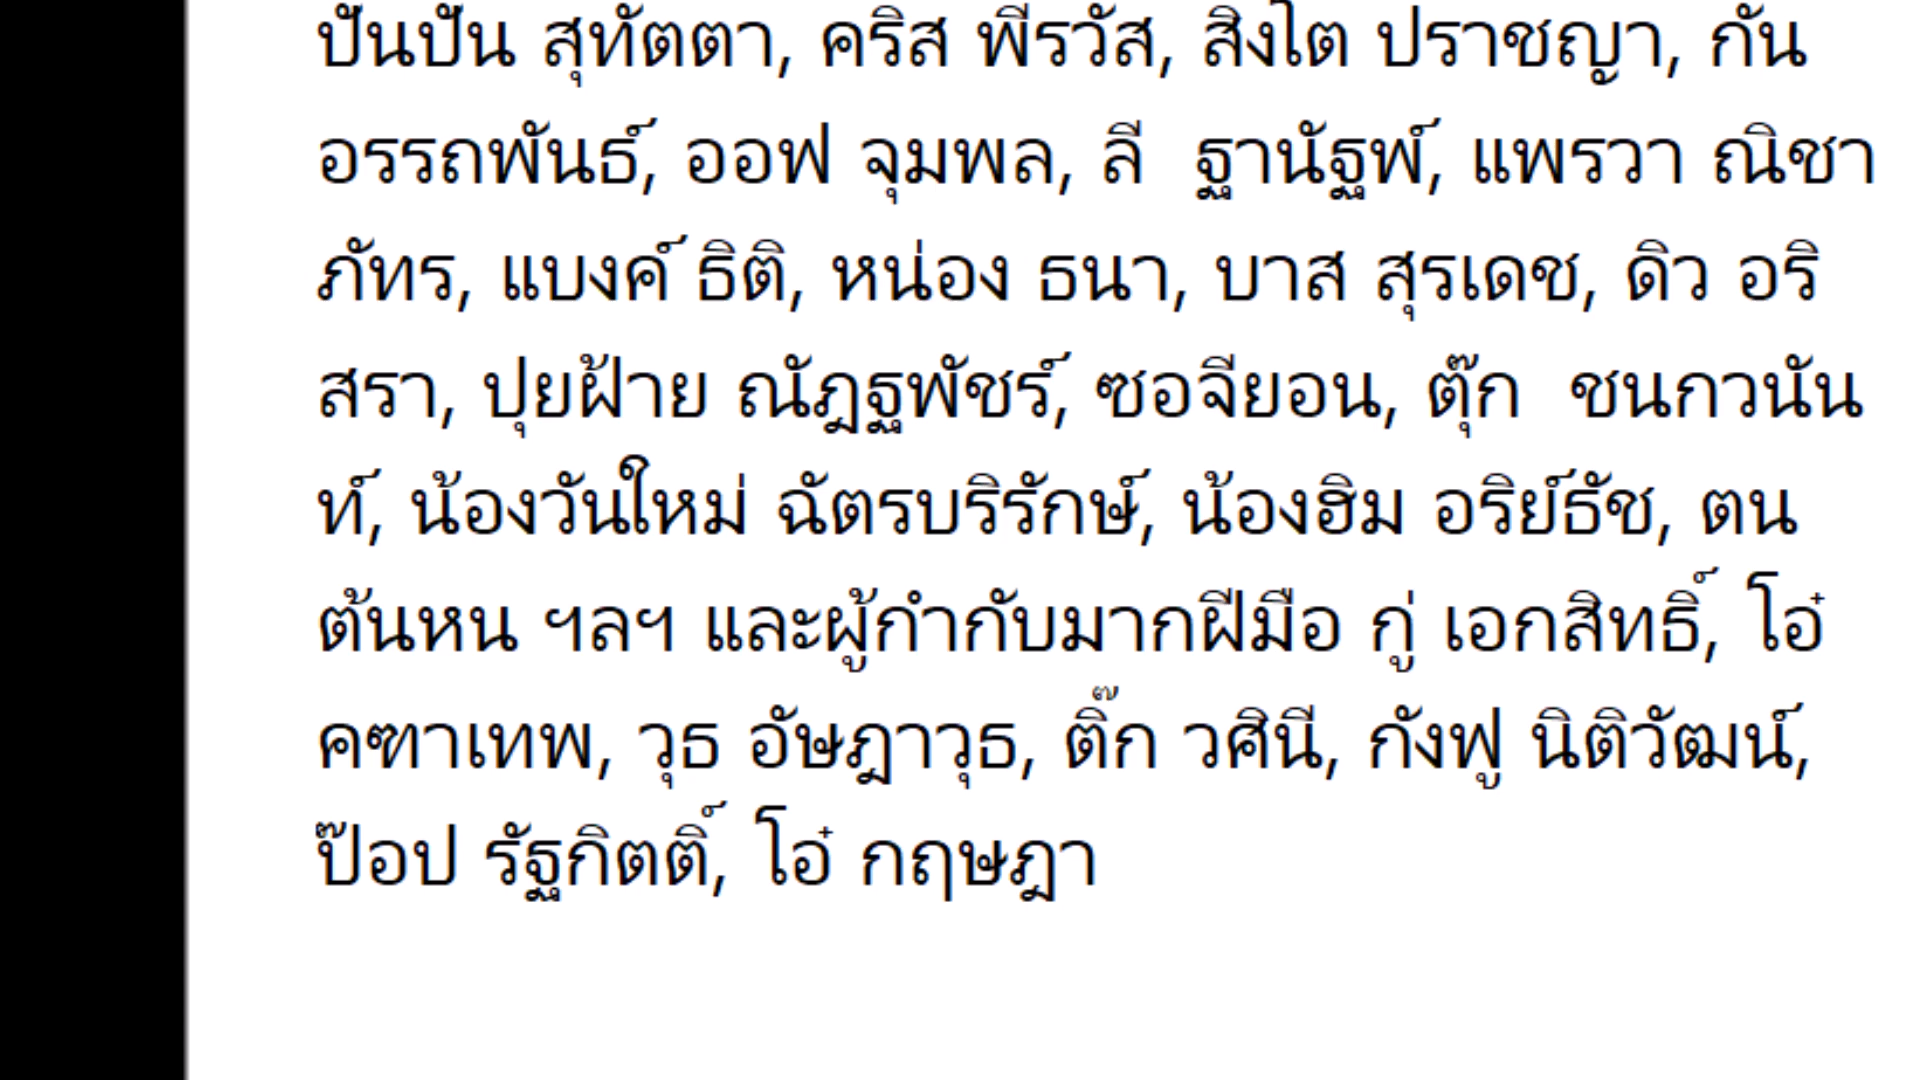 ปันปัน สุทัตตา, คริส พีรวัส, สิงโต ปราชญา, กัน
อรรถพันธ์, ออฟ จุมพล, ลี  ฐานัฐพ์, แพรวา ณิชา
ภัทร, แบงค์ ธิติ, หน่อง ธนา, บาส สุรเดช, ดิว อริ
สรา, ปุยฝ้าย ณัฎฐพัชร์, ซอจียอน, ตุ๊ก  ชนกวนัน
ท์, น้องวันใหม่ ฉัตรบริรักษ์, น้องฮิม อริย์ธัช, ตน
ต้นหน ฯลฯ และผู้กำกับมากฝีมือ กู่ เอกสิทธิ์, โอ๋
คฑาเทพ, วุธ อัษฎาวุธ, ติ๊ก วศินี, กังฟู นิติวัฒน์,
ป๊อป รัฐกิตติ์, โอ๋ กฤษฎา